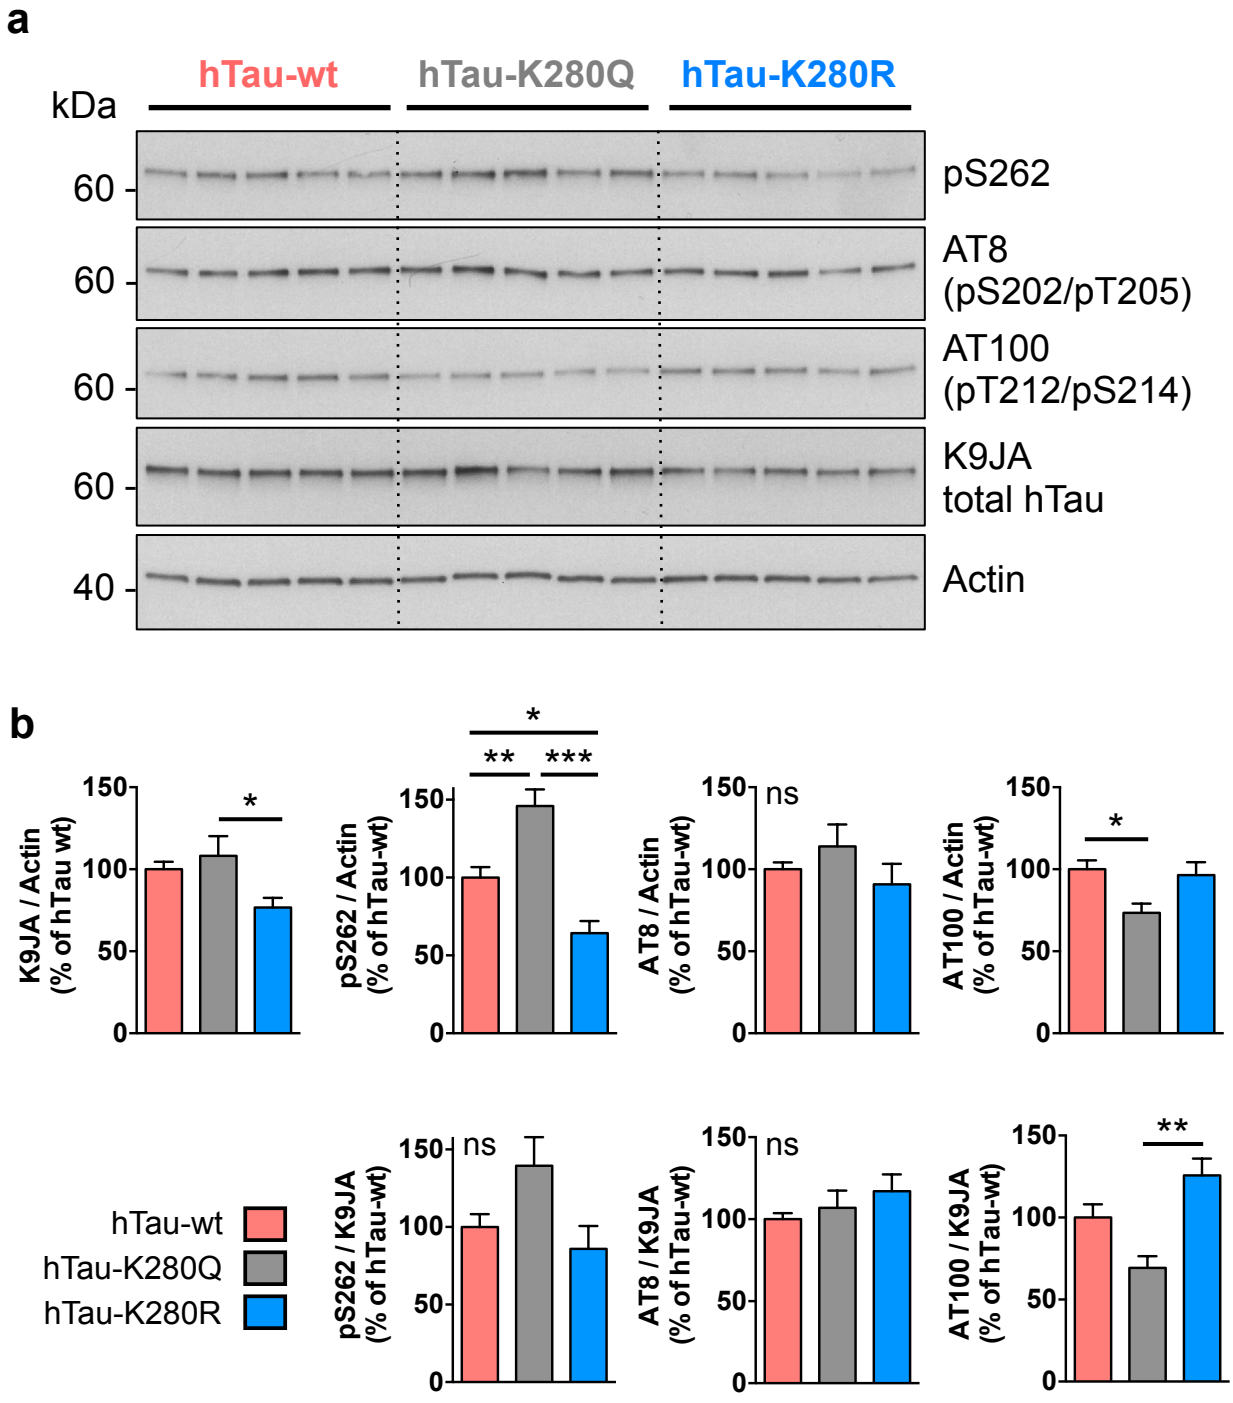 a
hTau-wt hTau-K280Q hTau-K280R
kDa
60 - pS262
60 - AT8
(pS202/pT205)
60 - AT100
(pT212/pS214)
60 - K9JA
total hTau
40 - Actin
b
K9JA / Actin
(% of hTau wt)
150
100
50
0
*
pS262 / Actin
(% of hTau-wt)
150
100
50
0
*
** ***
AT8 / Actin
(% of hTau-wt)
150
100
50
0
ns
AT100 / Actin
(% of hTau-wt)
150
100
50
0
*
hTau-wt
hTau-K280Q
hTau-K280R
pS262 / K9JA
(% of hTau-wt)
150
100
50
0
ns
AT8 / K9JA
(% of hTau-wt)
150
100
50
0
ns
AT100 / K9JA
(% of hTau-wt)
150
100
50
0
**